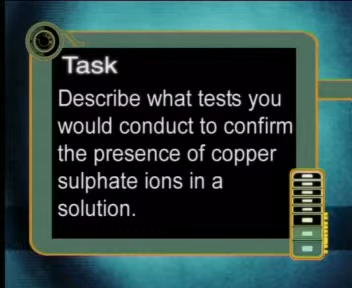 Task
Describe what tests you
would conduct to confirm
the presence of copper
sulphate ions in a
solution.